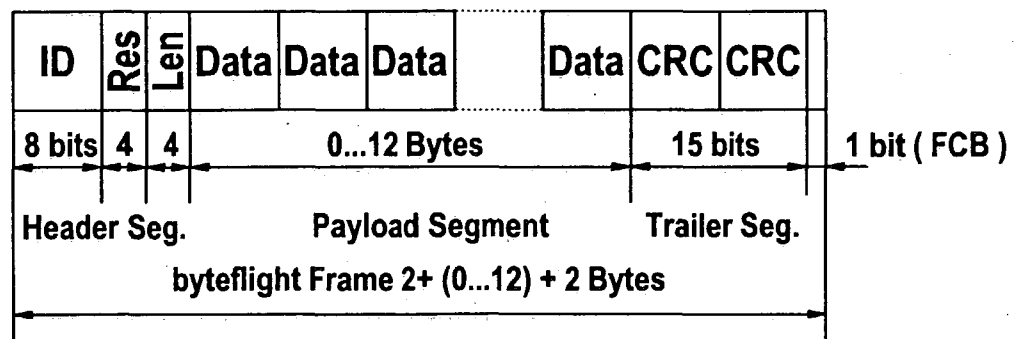 ID Res Len Data Data Data Data CRC CRC
8 bits 4 4 0...12 Bytes 15 bits 1 bit ( FCB )
Header Seg. Payload Segment Trailer Seg.
byteflight Frame 2+ (0...12) + 2 Bytes